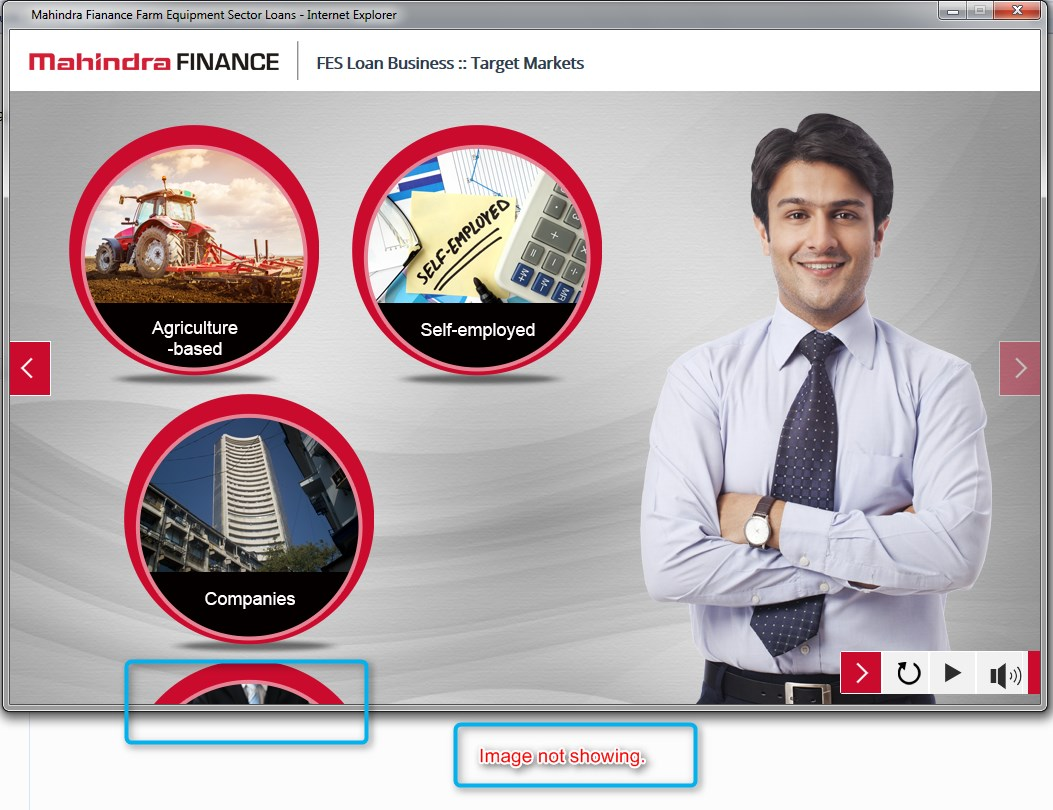 Mahindra Fianance Farm Equipment Sector Loans - Internet Explorer
Mahindra FINANCE
FES Loan Business :: Target Markets
SELF-EMPLOYED
Agriculture
-based
Self-employed
Companies
Image not showing.